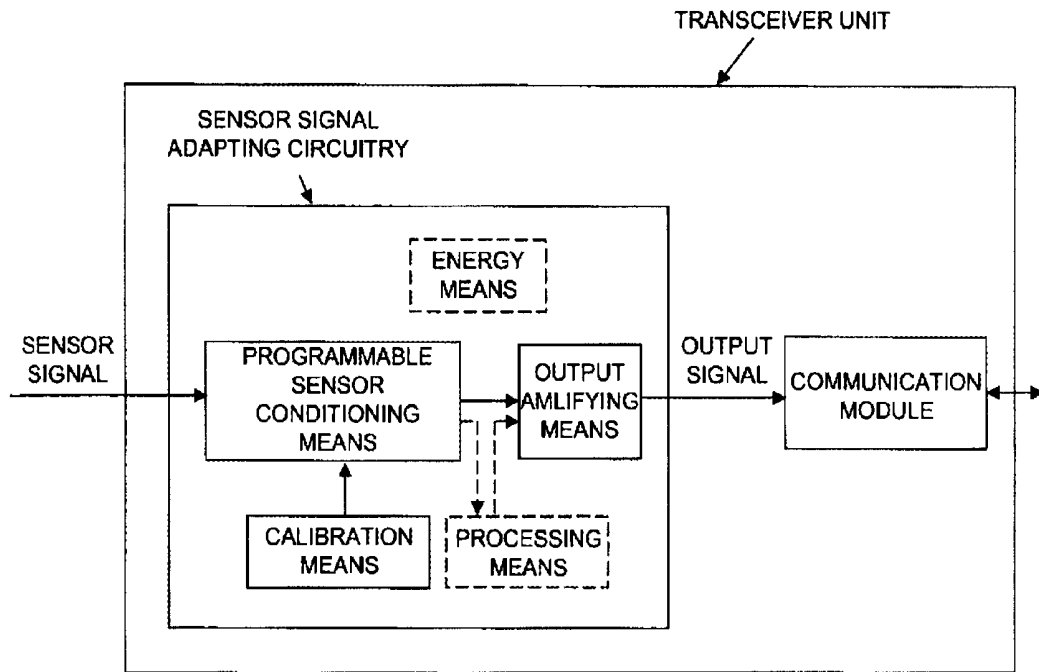 TRANSCEIVER UNIT
SENSOR SIGNAL
ADAPTING CIRCUITRY
ENERGY
MEANS
SENSOR
SIGNAL
PROGRAMMABLE
SENSOR
CONDITIONING
MEANS
OUTPUT
AMLIFYING
MEANS
OUTPUT
SIGNAL
COMMUNICATION
MODULE
CALIBRATION
MEANS
PROCESSING
MEANS